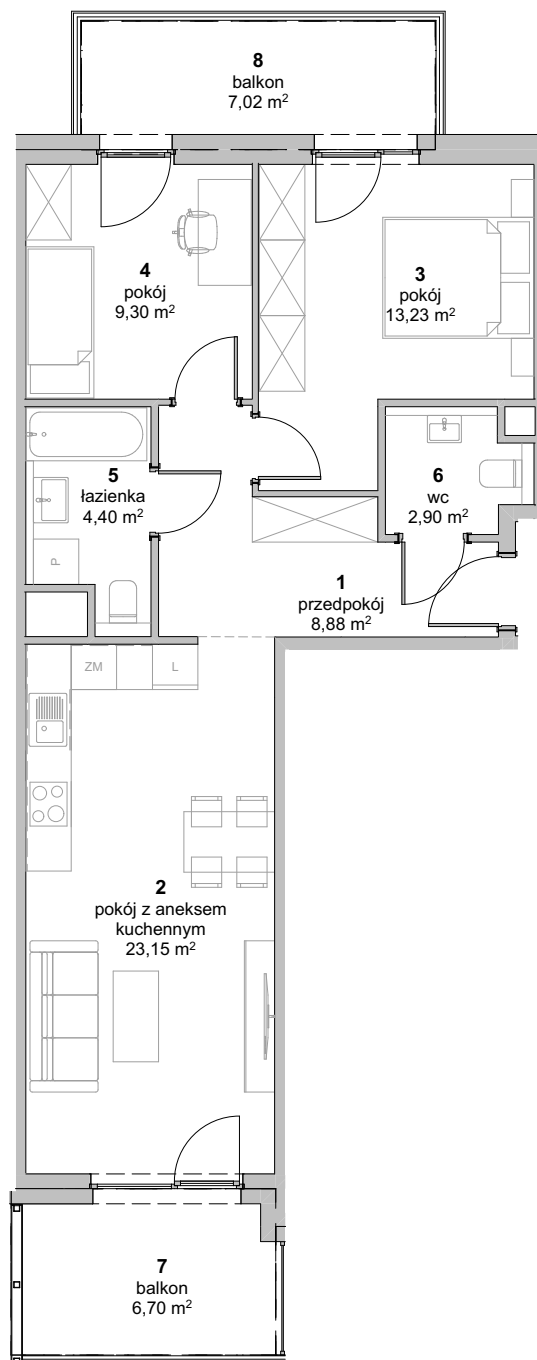 8
balkon
7,02 m²
4
pokój
9,30 m²
3
pokój
13,23 m²
5
łazienka
4,40 m²
6
wc
2,90 m²
P
1
przedpokój
8,88 m²
ZM
L
2
pokój z aneksem
kuchennym
23,15 m²
7
balkon
6,70 m²